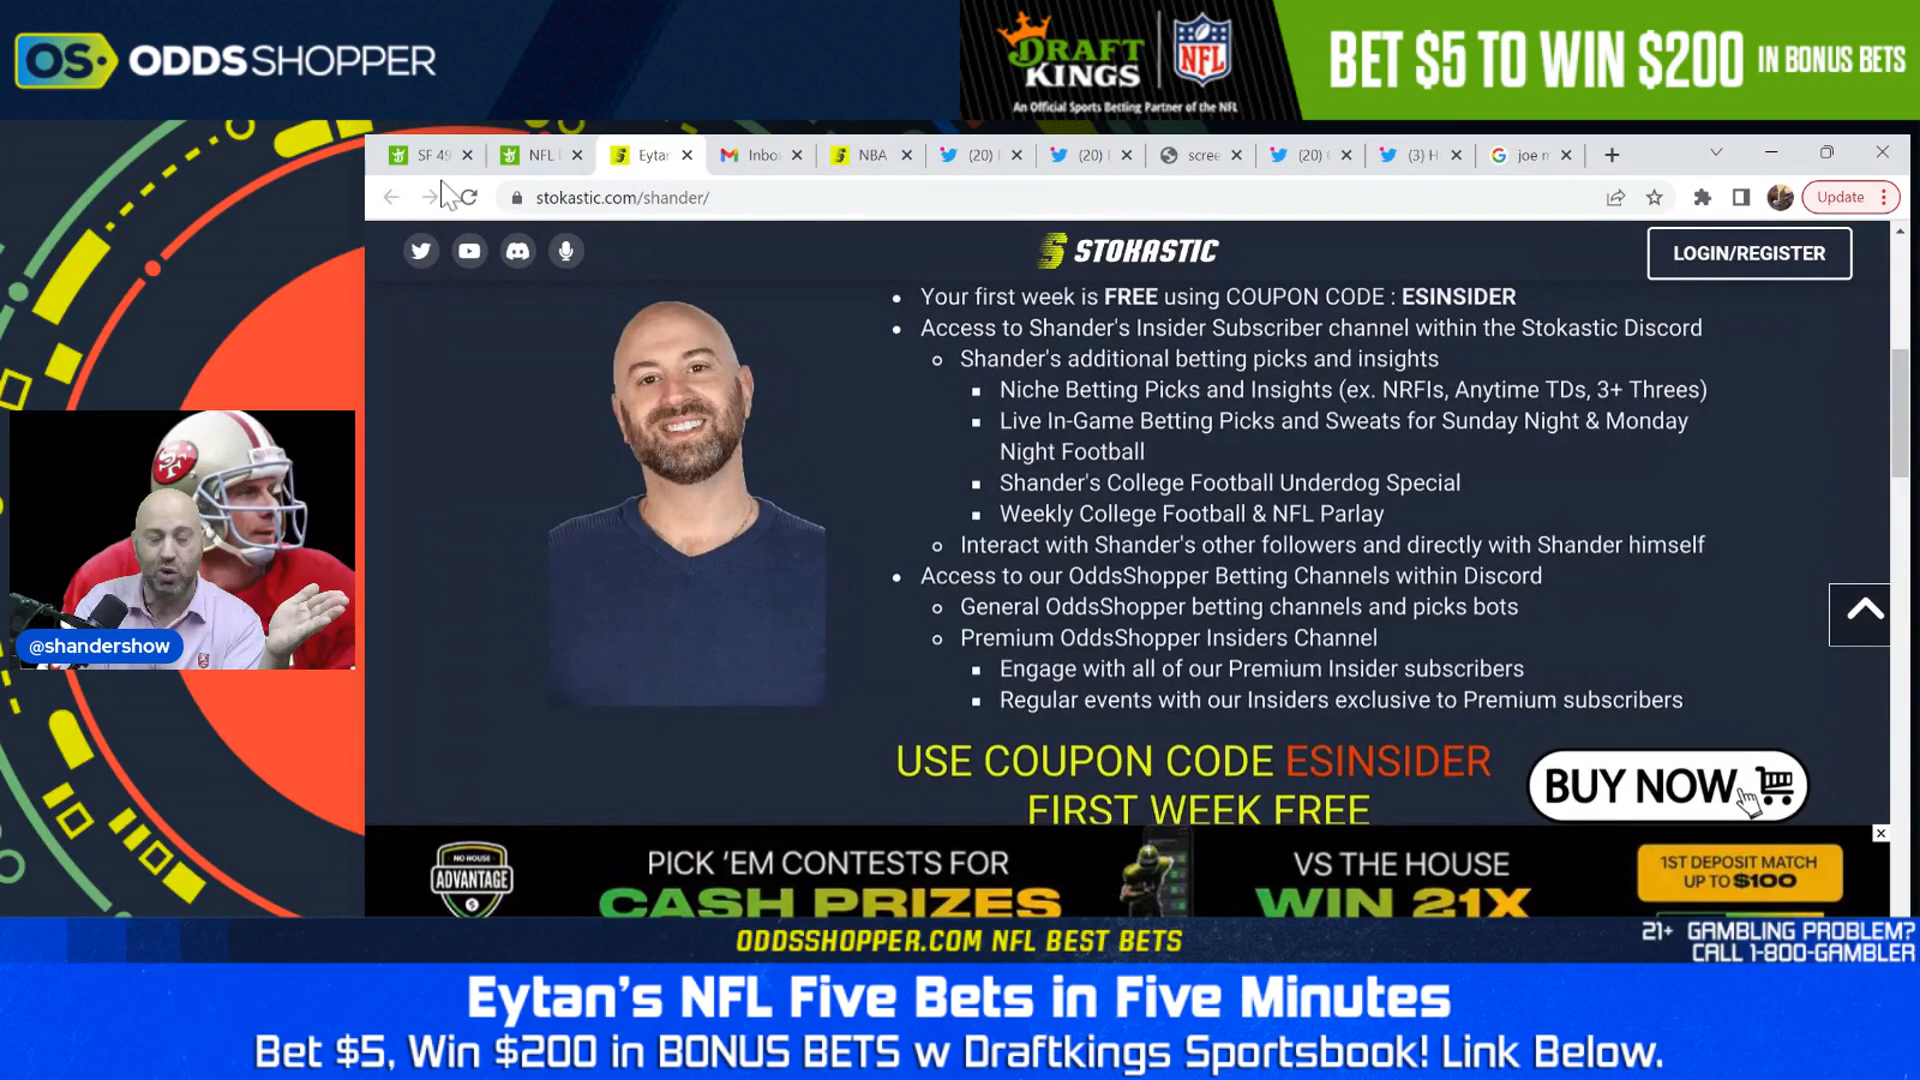 OS. ODDSSHOPPER
DRAFT KINGS
NFL
An Official Sports Betting Partner of the NFL
BET $5 TO WIN $200 IN BONUS BETS
SF 49 NFL Eytar Inbo NBA (20) (20) scree (20) (3) H joe
stokastic.com/shander/
Update
STOKASTIC
LOGIN/REGISTER
Your first week is FREE using COUPON CODE : ESINSIDER
Access to Shander's Insider Subscriber channel within the Stokastic Discord
Shander's additional betting picks and insights
Niche Betting Picks and Insights (ex. NRFIs, Anytime TDs, 3+ Threes)
Live In-Game Betting Picks and Sweats for Sunday Night & Monday
Night Football
Shander's College Football Underdog Special
Weekly College Football & NFL Parlay
Interact with Shander's other followers and directly with Shander himself
Access to our OddsShopper Betting Channels within Discord
General OddsShopper betting channels and picks bots
Premium OddsShopper Insiders Channel
Engage with all of our Premium Insider subscribers
Regular events with our Insiders exclusive to Premium subscribers
USE COUPON CODE ESINSIDER
FIRST WEEK FREE
BUY NOW
@shandershow
SF
NO HOUSE
ADVANTAGE
PICK 'EM CONTESTS FOR
CASH PRIZES
VS THE HOUSE
WIN 21X
1ST DEPOSIT MATCH
UP TO $100
ODDSSHOPPER.COM NFL BEST BETS
21+ GAMBLING PROBLEM?
CALL 1-800-GAMBLER
Eytan's NFL Five Bets in Five Minutes
Bet $5, Win $200 in BONUS BETS w Draftkings Sportsbook! Link Below.